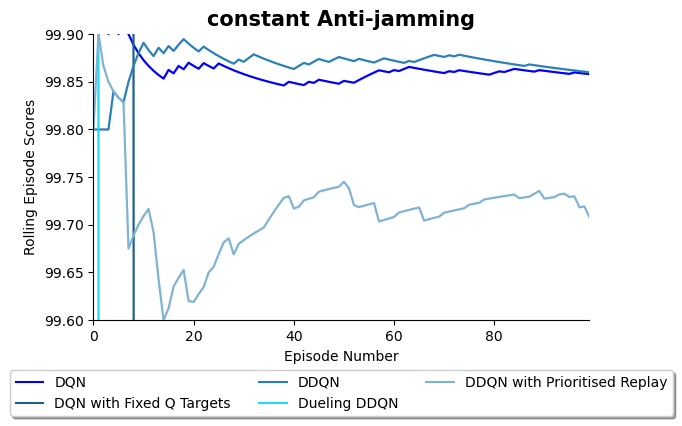 constant Anti-jamming
99.90
99.85
99.80
99.75
99.70
99.65
99.60
Rolling Episode Scores
0 20 40 60 80
Episode Number
DQN
DQN with Fixed Q Targets
DDQN
Dueling DDQN
DDQN with Prioritised Replay